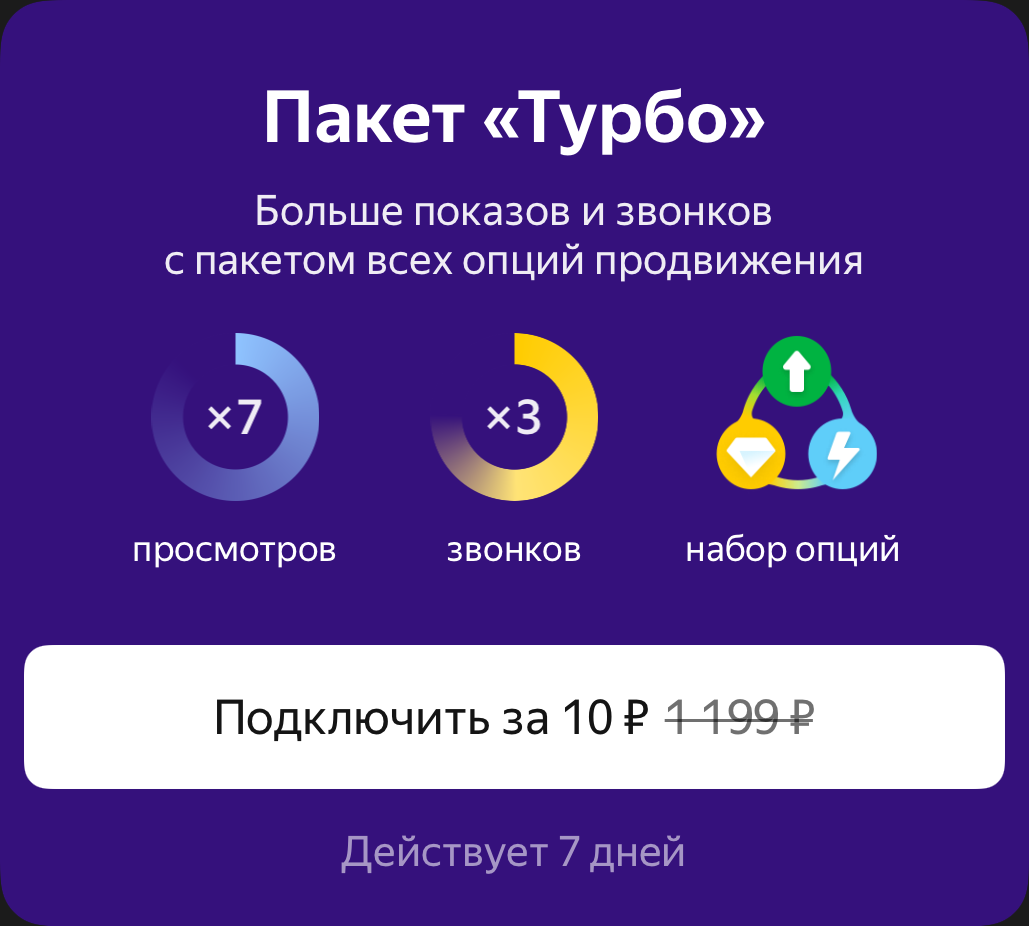 Пакет «Турбо»
Больше показов и звонков
с пакетом всех опций продвижения
×7
×3
просмотров
звонков
набор опций
Подключить за 10 ₽ 1 199 ₽
Действует 7 дней